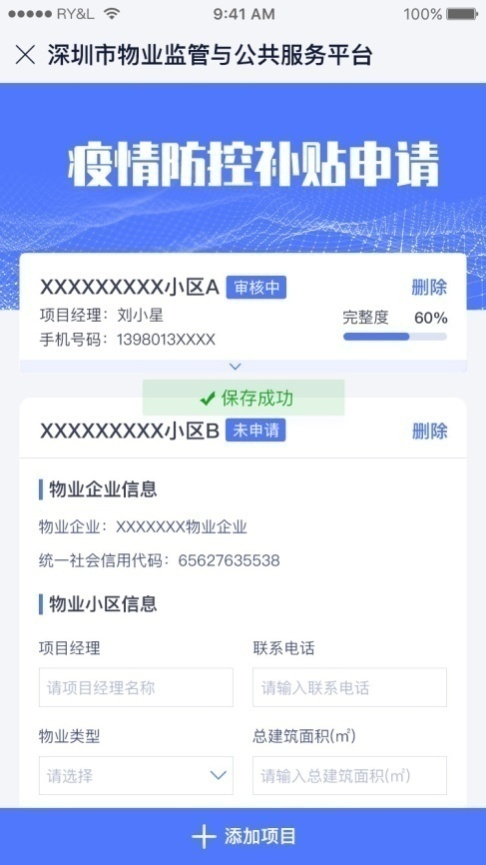 RY&L 9:41 AM 100%
深圳市物业监管与公共服务平台
疫情防控补贴申请
XXXXXXXXX小区A 审核中 删除
项目经理：刘小星
完整度 60%
手机号码：1398013XXXX
保存成功
XXXXXXXXX小区B 未申请 删除
物业企业信息
物业企业：XXXXXXX物业企业
统一社会信用代码：65627635538
物业小区信息
项目经理 联系电话
请项目经理名称 请输入联系电话
物业类型 总建筑面积(㎡)
请选择 请输入总建筑面积(㎡)
添加项目